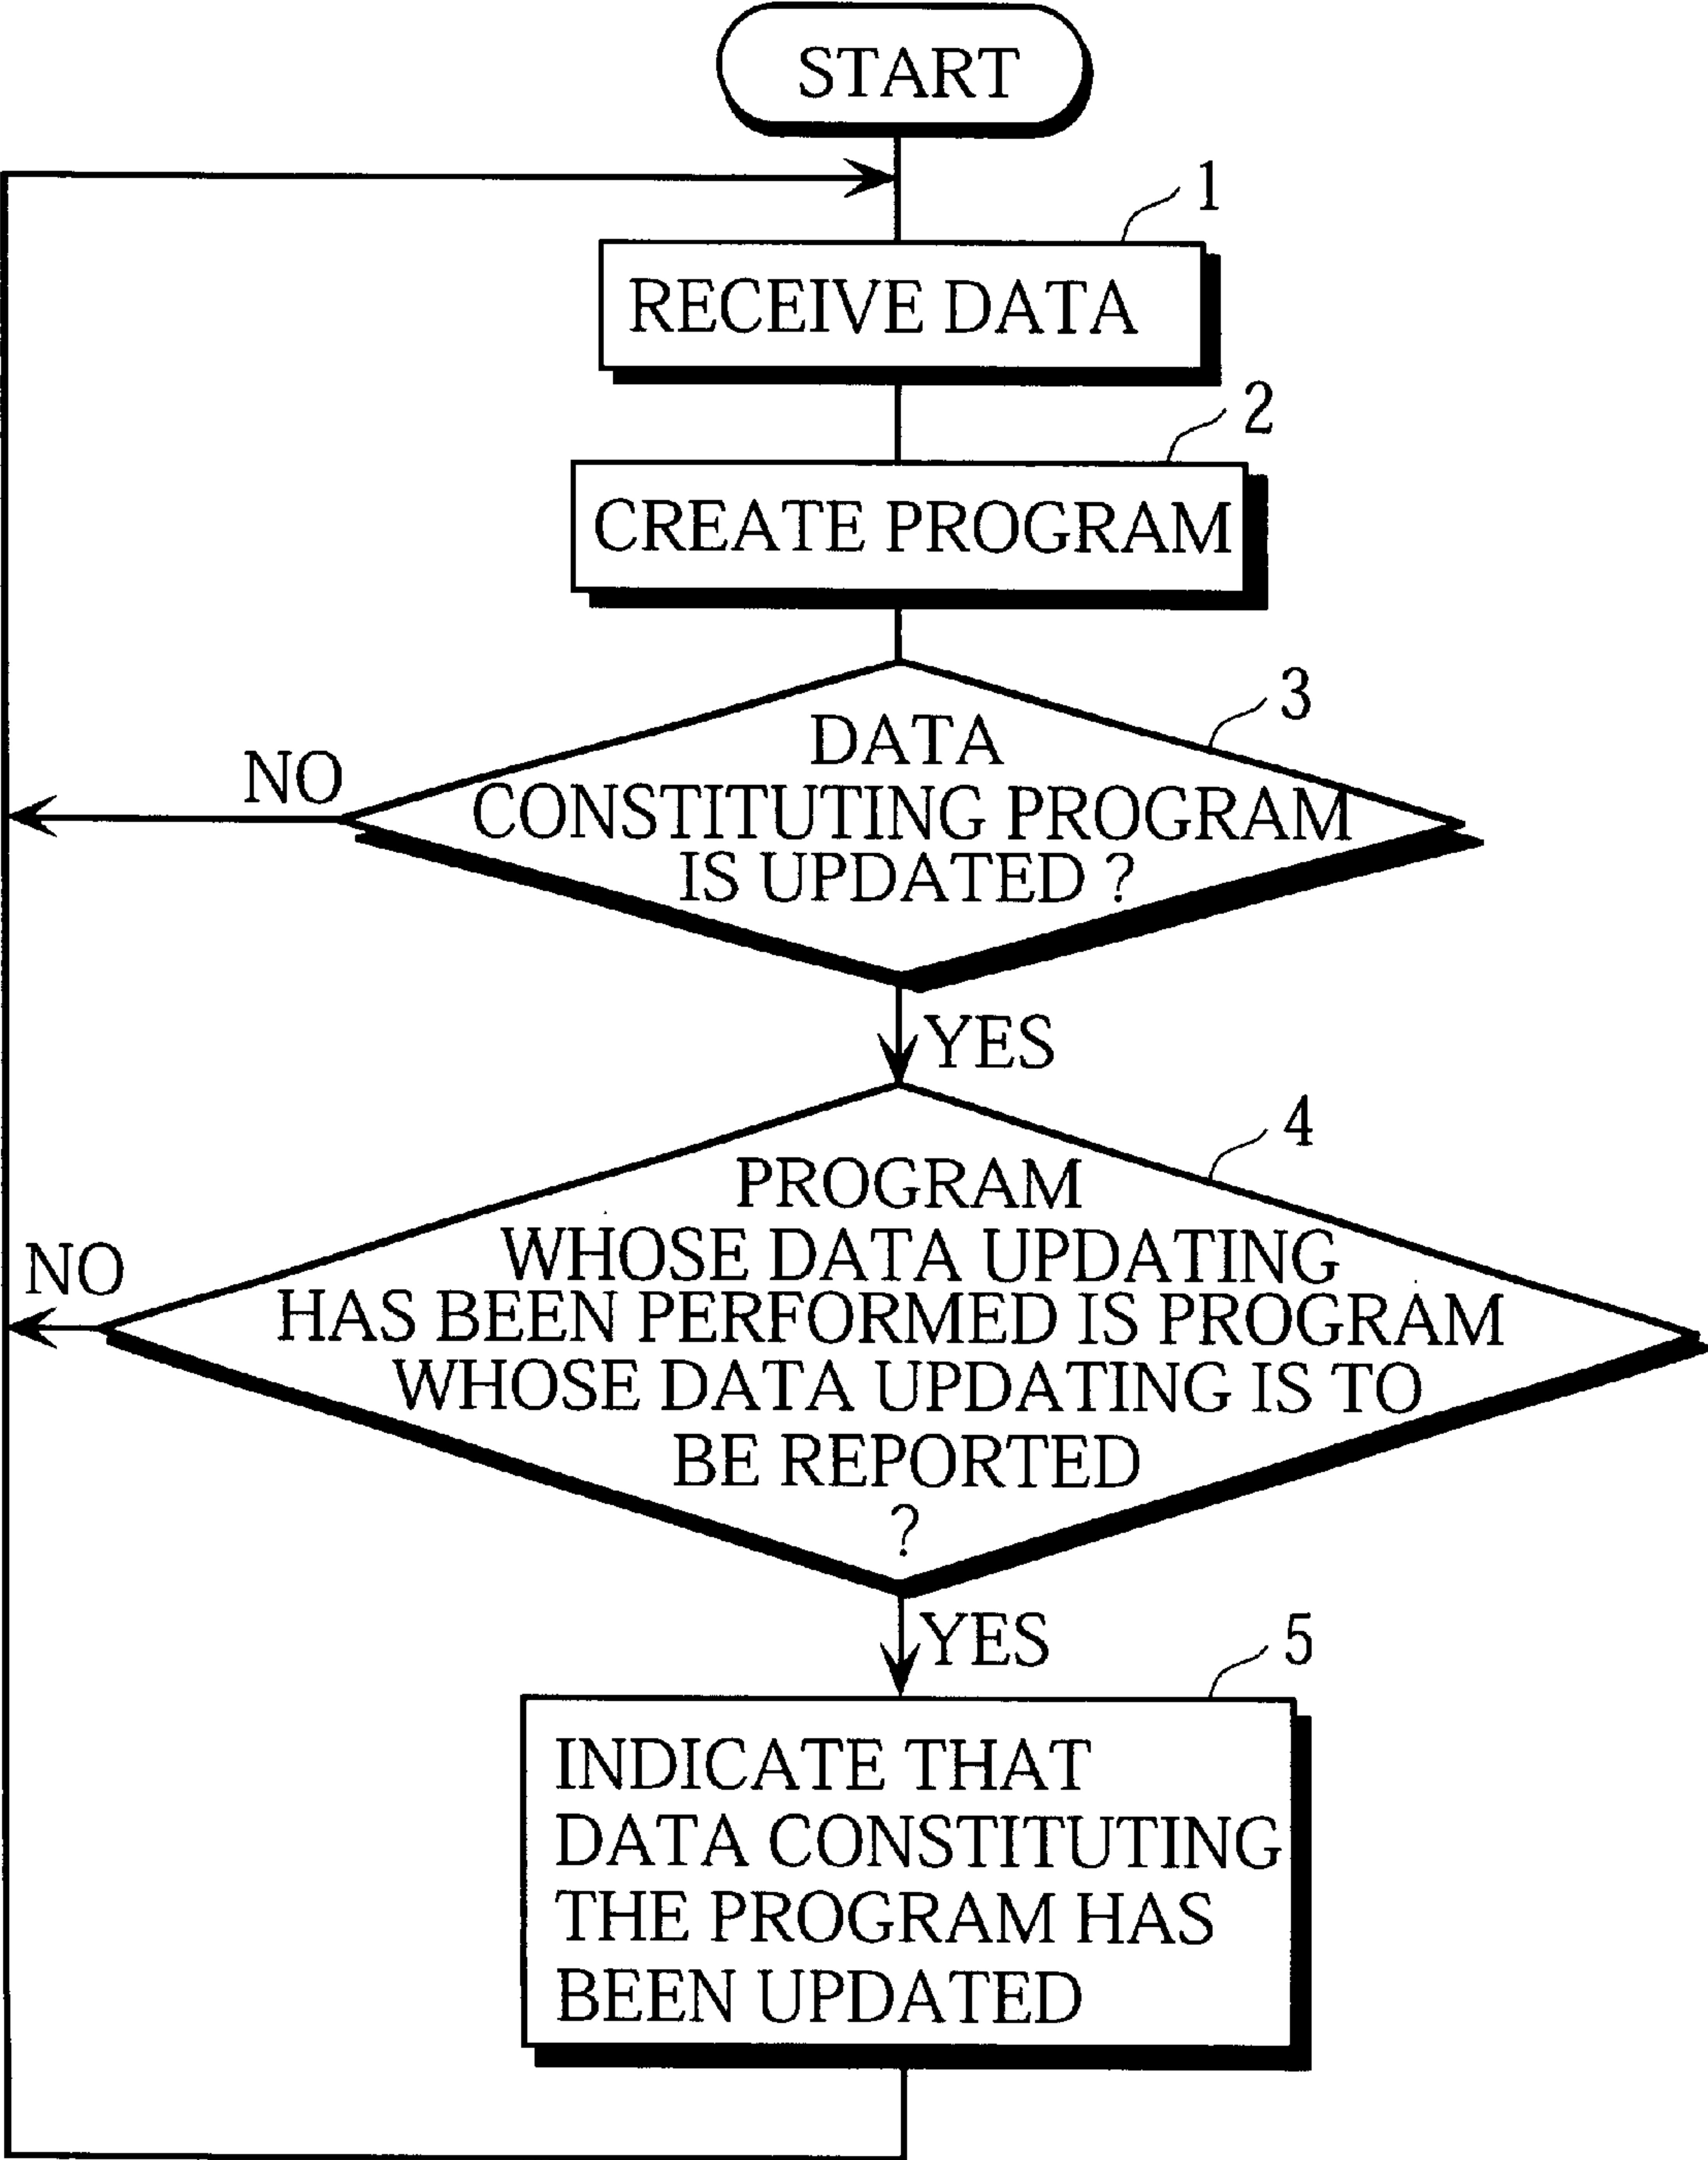 START
1
RECEIVE DATA
2
CREATE PROGRAM
3
DATA
CONSTITUTING PROGRAM
IS UPDATED ?
NO
YES
4
PROGRAM
WHOSE DATA UPDATING
HAS BEEN PERFORMED IS PROGRAM
WHOSE DATA UPDATING IS TO
BE REPORTED
?
NO
YES
5
INDICATE THAT
DATA CONSTITUTING
THE PROGRAM HAS
BEEN UPDATED